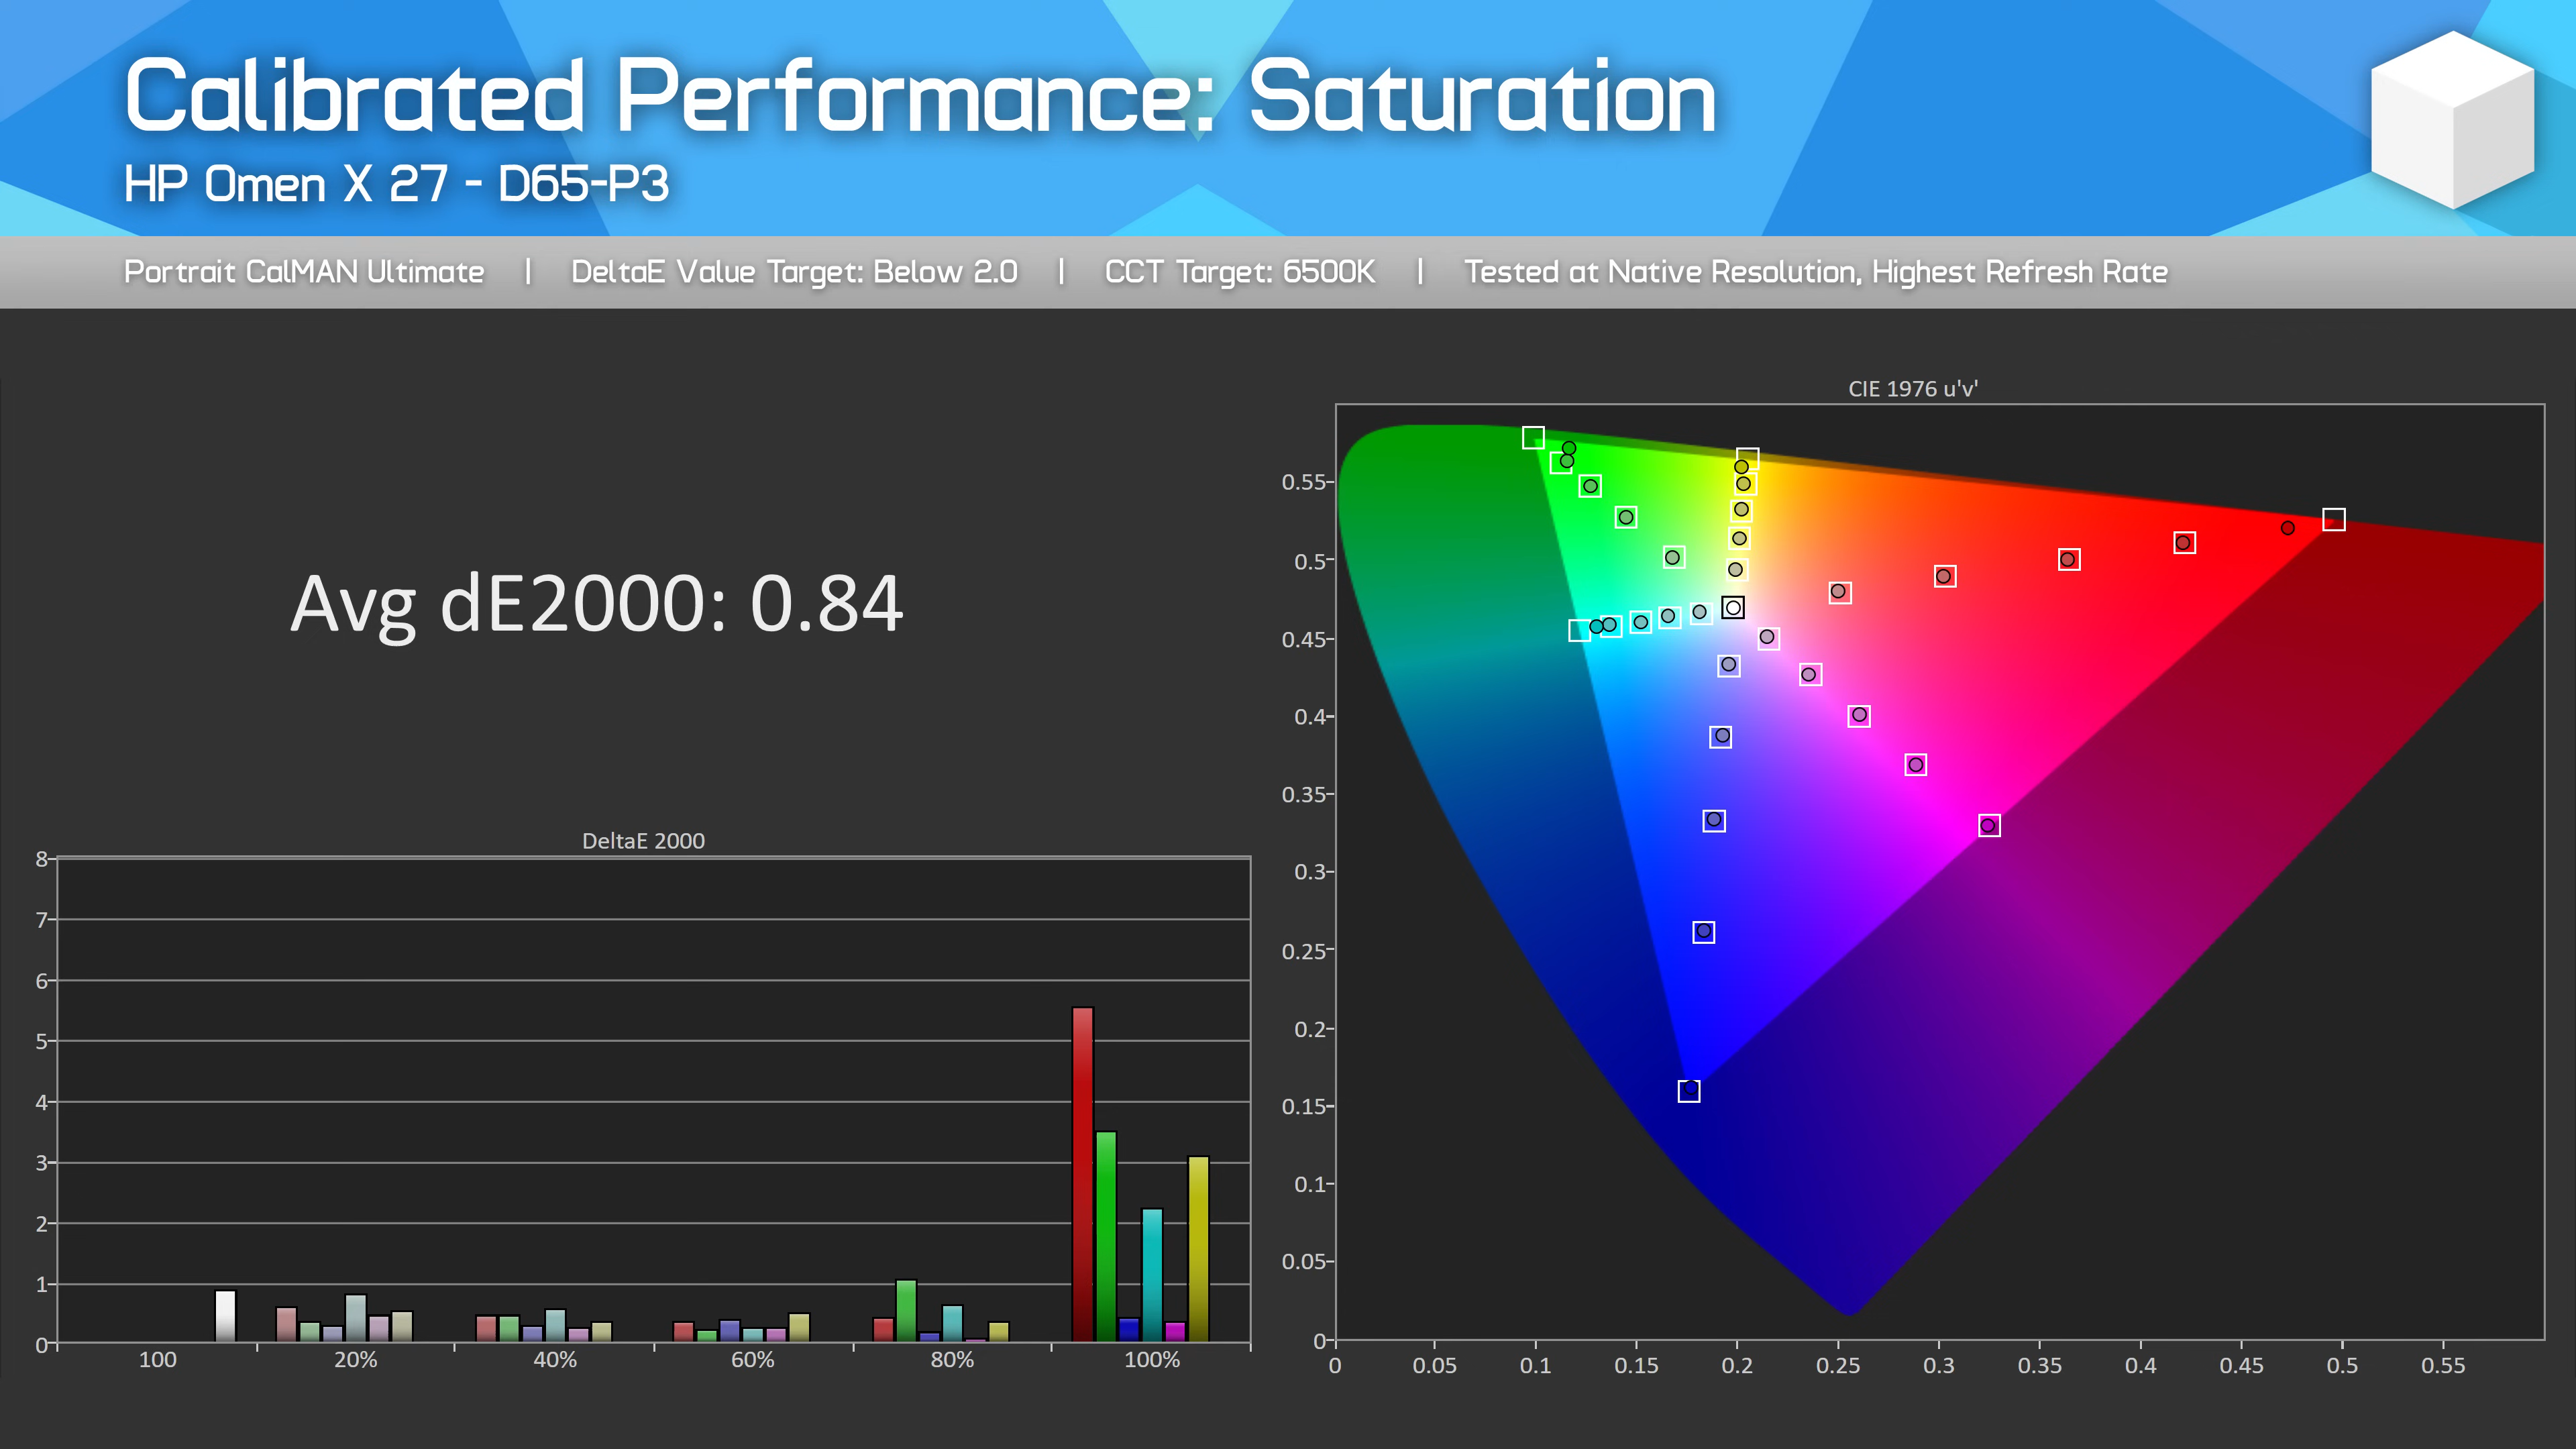 Calibrated Performance: Saturation
HP Omen X 27 - D65-P3
Portrait CalMAN Ultimate | DeltaE Value Target: Below 2.0 | CCT Target: 6500K | Tested at Native Resolution, Highest Refresh Rate
Avg dE2000: 0.84
DeltaE 2000
8
7
6
5
4
3
2
1
0
100 20% 40% 60% 80% 100%
CIE 1976 u'v'
0.55
0.5
0.45
0.4
0.35
0.3
0.25
0.2
0.15
0.1
0.05
0
0 0.05 0.1 0.15 0.2 0.25 0.3 0.35 0.4 0.45 0.5 0.55